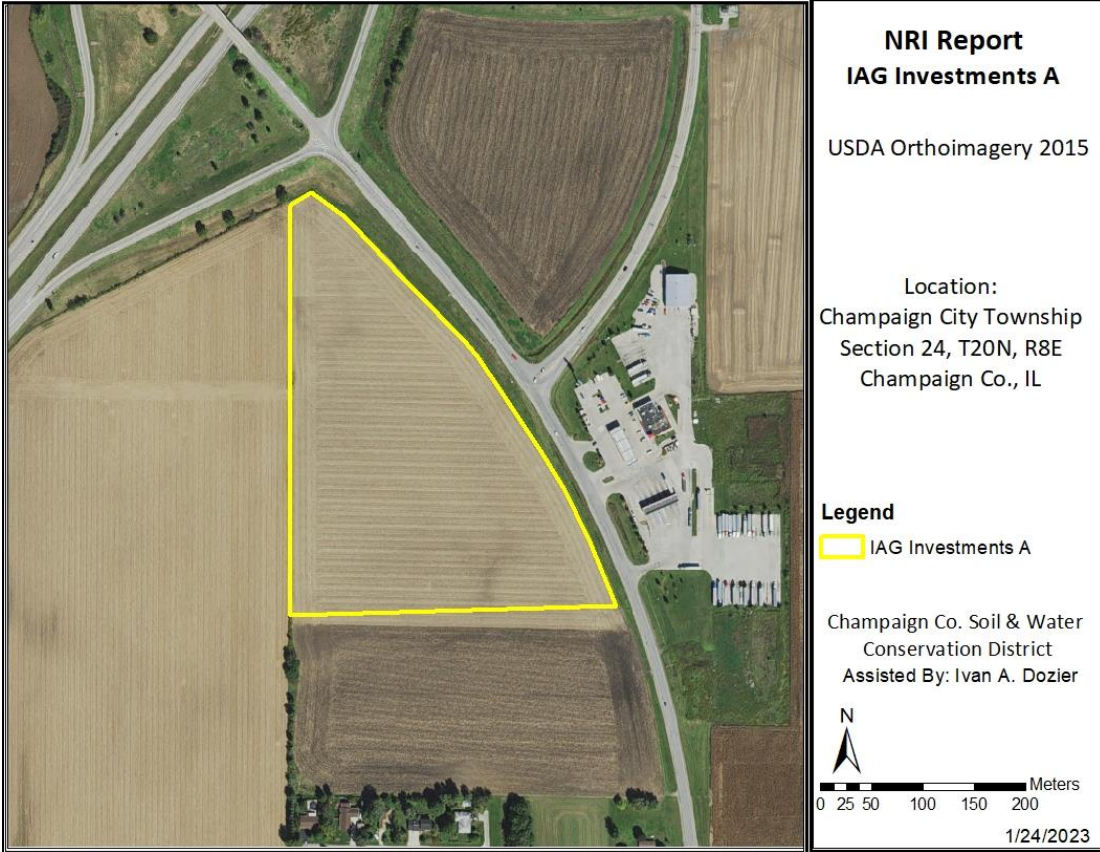 NRI Report
IAG Investments A
USDA Orthoimagery 2015
Location:
Champaign City Township
Section 24, T20N, R8E
Champaign Co., IL
Legend
IAG Investments A
Champaign Co. Soil & Water
Conservation District
Assisted By: Ivan A. Dozier
N
Meters
0 25 50 100 150 200
1/24/2023